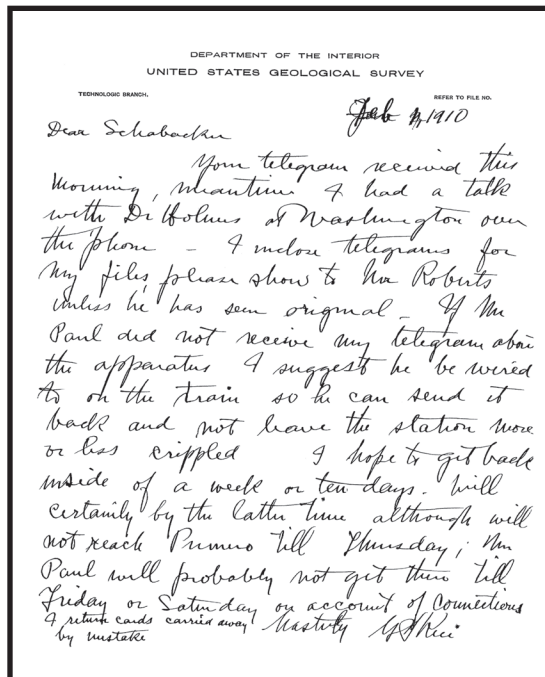 DEPARTMENT OF THE INTERIOR
UNITED STATES GEOLOGICAL SURVEY
TECHNOLOGIC BRANCH.
REFER TO FILE NO.
Feb 2, 1910
Dear Schabacker
Your telegram received this
morning, meantime I had a talk
with Dr Holmes at Washington over
the phone – I inclose telegrams for
my files, please show to Mr Roberts
unless he has seen original – If Mr
Paul did not receive my telegram about
the apparatus I suggest he be wired
to on the train so he can send it
back and not leave the station more
or less crippled I hope to get back
inside of a week or ten days. Will
certainly by the latter time although will
not reach Primero till Thursday; Mr
Paul will probably not get there till
Friday or Saturday on account of connections
I return cards carried away Hastily G S Rice
by mistake